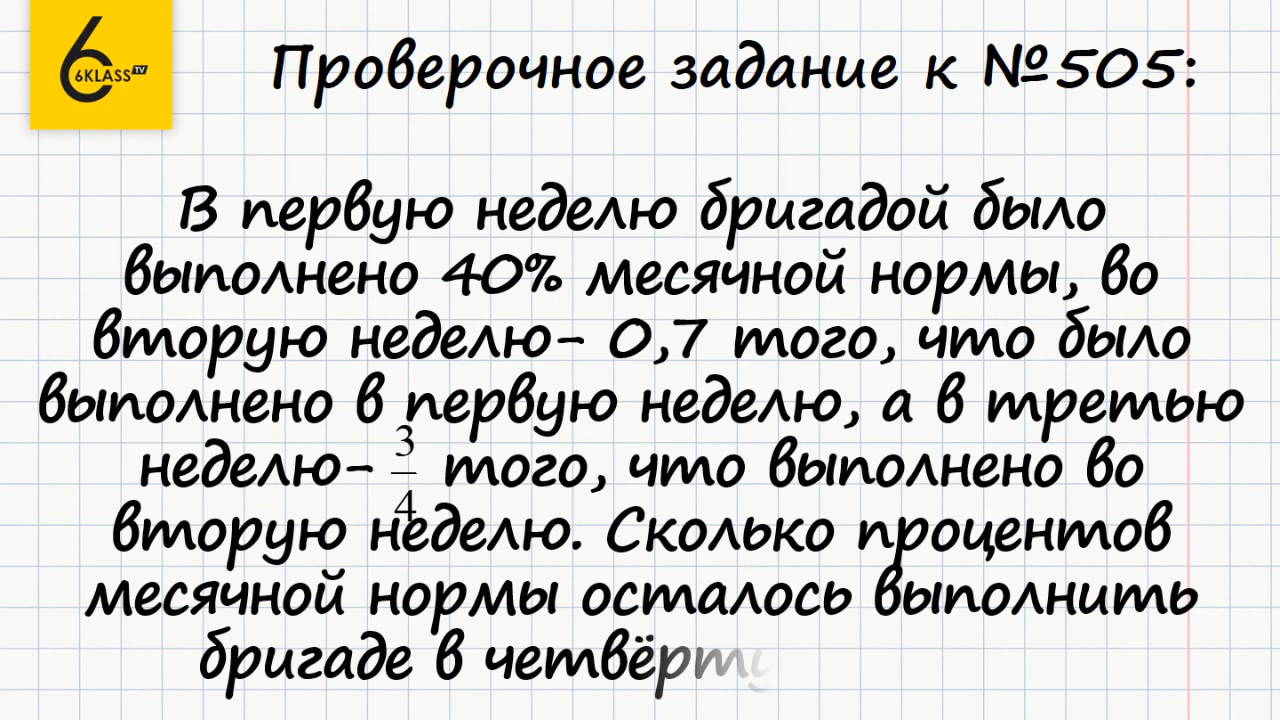 6KLASS TV
Проверочное задание к №505:
В первую неделю бригадой было
выполнено 40% месячной нормы, во
вторую неделю- 0,7 того, что было
выполнено в первую неделю, а в третью
неделю- 3/4 того, что выполнено во
вторую неделю. Сколько процентов
месячной нормы осталось выполнить
бригаде в